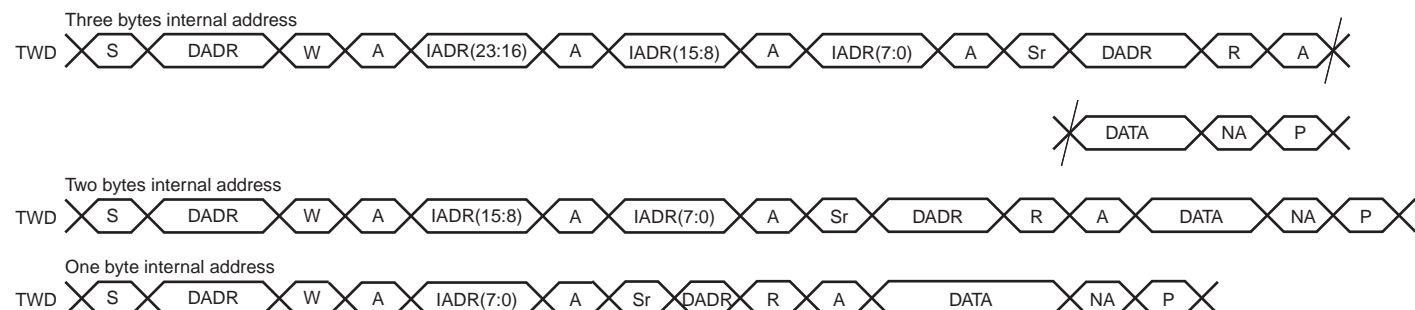 Three bytes internal address
TWD S DADR W A IADR(23:16) A IADR(15:8) A IADR(7:0) A Sr DADR R A
DATA NA P
Two bytes internal address
TWD S DADR W A IADR(15:8) A IADR(7:0) A Sr DADR R A DATA NA P
One byte internal address
TWD S DADR W A IADR(7:0) A Sr DADR R A DATA NA P